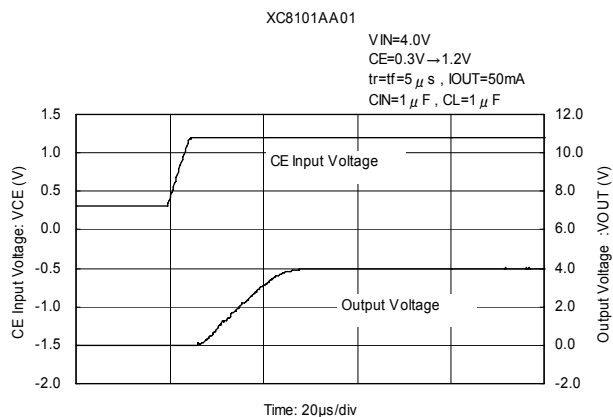 XC8101AA01
VIN=4.0V
CE=0.3V→1.2V
tr=tf=5μs , IOUT=50mA
CIN=1μF , CL=1μF
CE Input Voltage: VCE (V)
1.5
1.0
0.5
0.0
-0.5
-1.0
-1.5
-2.0
CE Input Voltage
Output Voltage
12.0
10.0
8.0
6.0
4.0
2.0
0.0
-2.0
Output Voltage :VOUT (V)
Time: 20μs/div